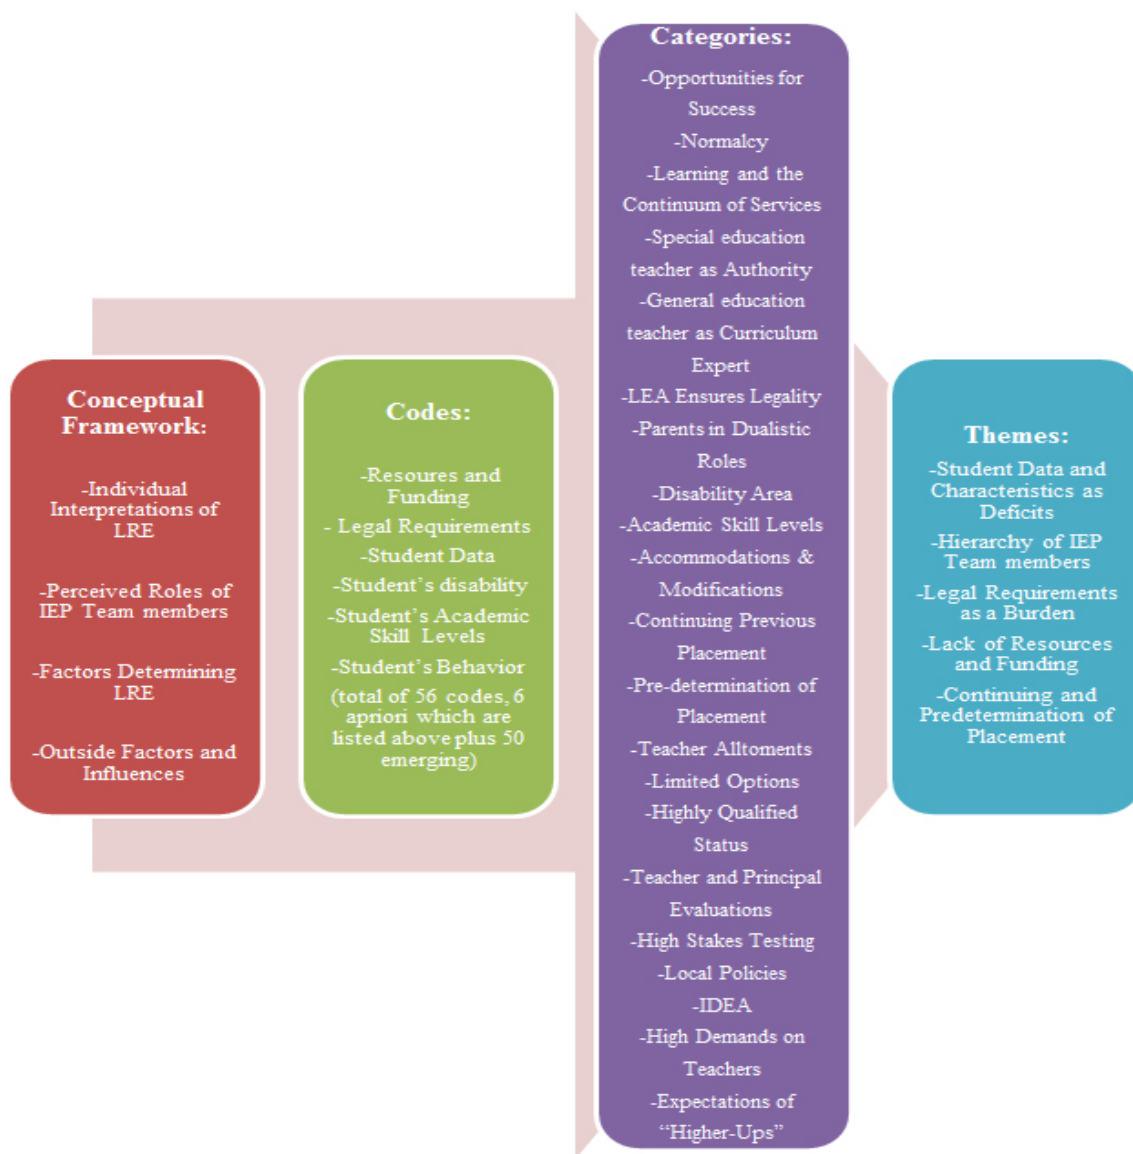 Conceptual
Framework:
-Individual
Interpretations of
LRE
-Perceived Roles of
IEP Team members
-Factors Determining
LRE
-Outside Factors and
Influences
Codes:
-Resoures and
Funding
- Legal Requirements
-Student Data
-Student’s disability
-Student’s Academic
Skill Levels
-Student’s Behavior
(total of 56 codes, 6
apriori which are
listed above plus 50
emerging)
Categories:
-Opportunities for
Success
-Normalcy
-Learning and the
Continuum of Services
-Special education
teacher as Authority
-General education
teacher as Curriculum
Expert
-LEA Ensures Legality
-Parents in Dualistic
Roles
-Disability Area
-Academic Skill Levels
-Accommodations &
Modifications
-Continuing Previous
Placement
-Pre-determination of
Placement
-Teacher Alltoments
-Limited Options
-Highly Qualified
Status
-Teacher and Principal
Evaluations
-High Stakes Testing
-Local Policies
-IDEA
-High Demands on
Teachers
-Expectations of
“Higher-Ups”
Themes:
-Student Data and
Characteristics as
Deficits
-Hierarchy of IEP
Team members
-Legal Requirements
as a Burden
-Lack of Resources
and Funding
-Continuing and
Predetermination of
Placement